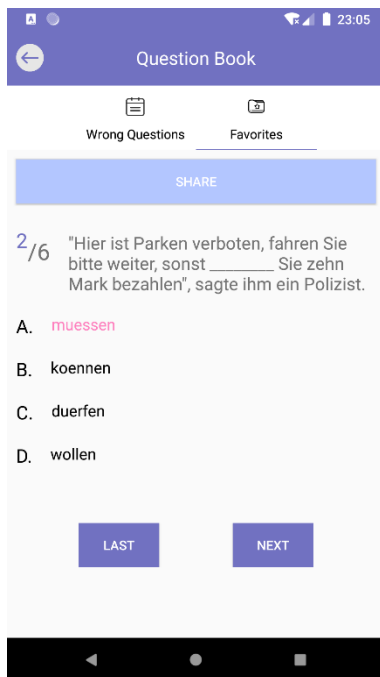 A 23:05
Question Book
Wrong Questions Favorites
SHARE
2/6 "Hier ist Parken verboten, fahren Sie
bitte weiter, sonst _______ Sie zehn
Mark bezahlen", sagte ihm ein Polizist.
A. muessen
B. koennen
C. duerfen
D. wollen
LAST NEXT